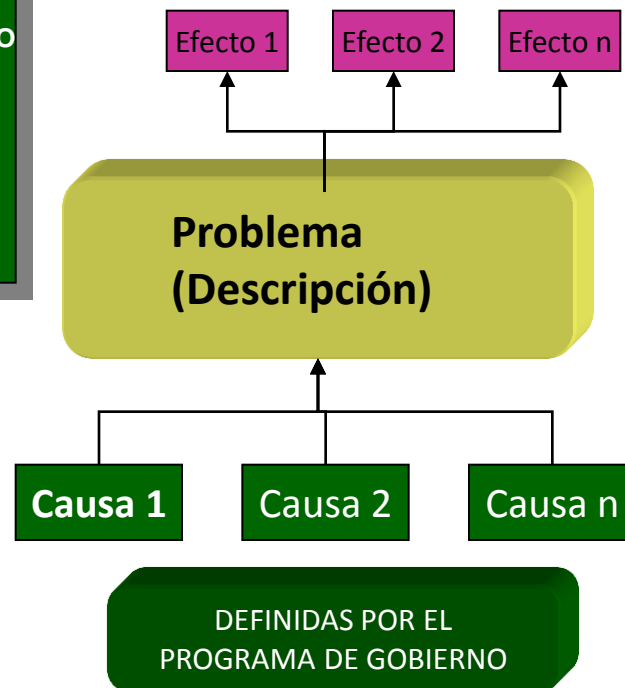 O
Efecto 1
Efecto 2
Efecto n
Problema
(Descripción)
Causa 1
Causa 2
Causa n
DEFINIDAS POR EL
PROGRAMA DE GOBIERNO